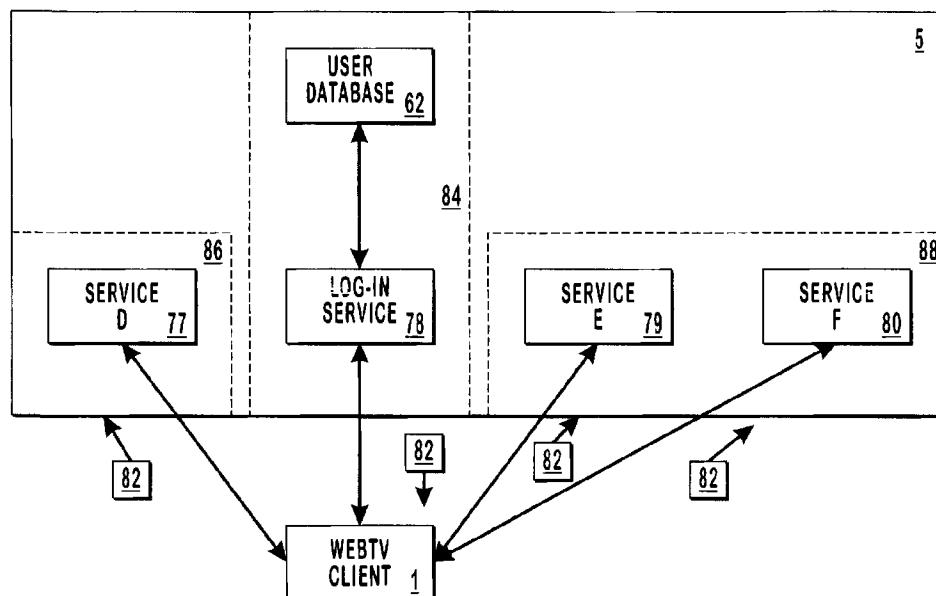 5
USER
DATABASE 62
84
86
88
SERVICE
D 77
LOG-IN
SERVICE 78
SERVICE
E 79
SERVICE
F 80
82
82
82
82
WEBTV
CLIENT 1